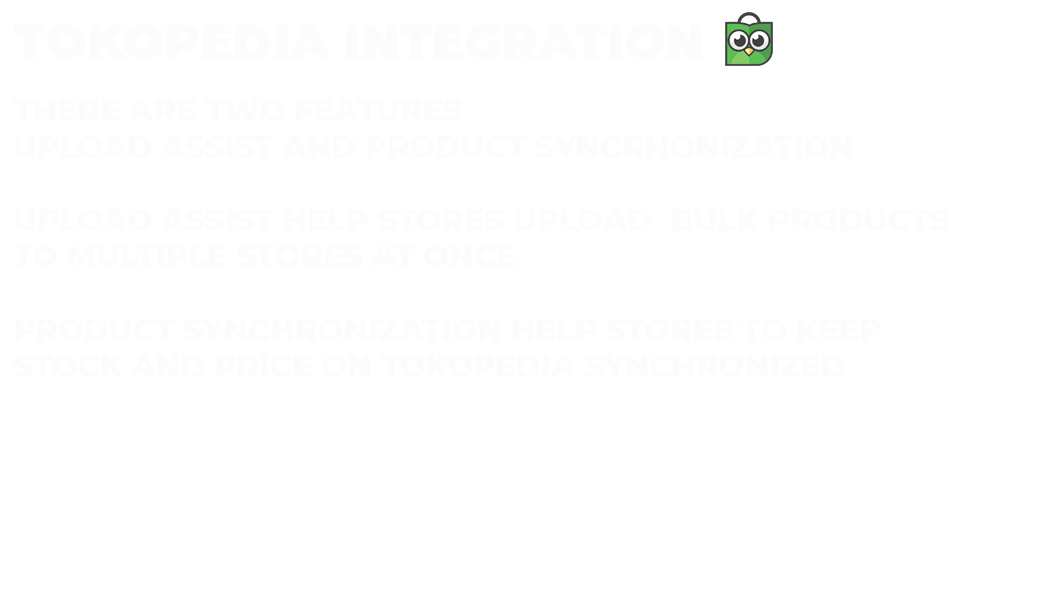 TOKOPEDIA INTEGRATION
THERE ARE TWO FEATURES
UPLOAD ASSIST AND PRODUCT SYNCRHONIZATION
UPLOAD ASSIST HELP STORES UPLOAD BULK PRODUCTS
TO MULTIPLE STORES AT ONCE
PRODUCT SYNCHRONIZATION HELP STORES TO KEEP
STOCK AND PRICE ON TOKOPEDIA SYNCHRONIZED